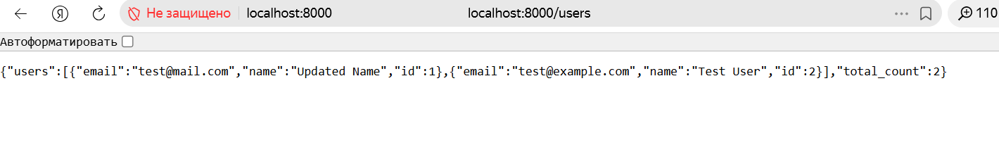 Не защищено localhost:8000 localhost:8000/users 110
Автоформатировать
{"users":[{"email":"test@mail.com","name":"Updated Name","id":1},{"email":"test@example.com","name":"Test User","id":2}],"total_count":2}